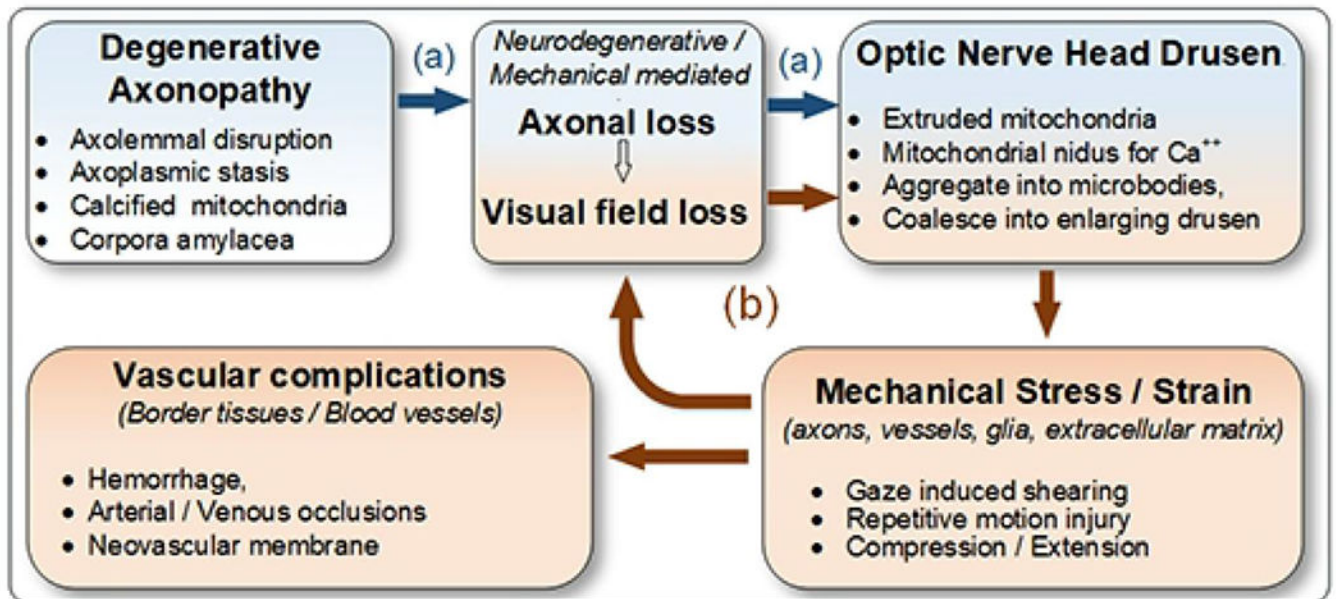 Degenerative
Axonopathy
• Axolemmal disruption
• Axoplasmic stasis
• Calcified mitochondria
• Corpora amylacea
(a)
Neurodegenerative /
Mechanical mediated
Axonal loss
Visual field loss
(a)
Optic Nerve Head Drusen
• Extruded mitochondria
• Mitochondrial nidus for Ca⁺⁺
• Aggregate into microbodies,
• Coalesce into enlarging drusen
(b)
Vascular complications
(Border tissues / Blood vessels)
• Hemorrhage,
• Arterial / Venous occlusions
• Neovascular membrane
Mechanical Stress / Strain
(axons, vessels, glia, extracellular matrix)
• Gaze induced shearing
• Repetitive motion injury
• Compression / Extension